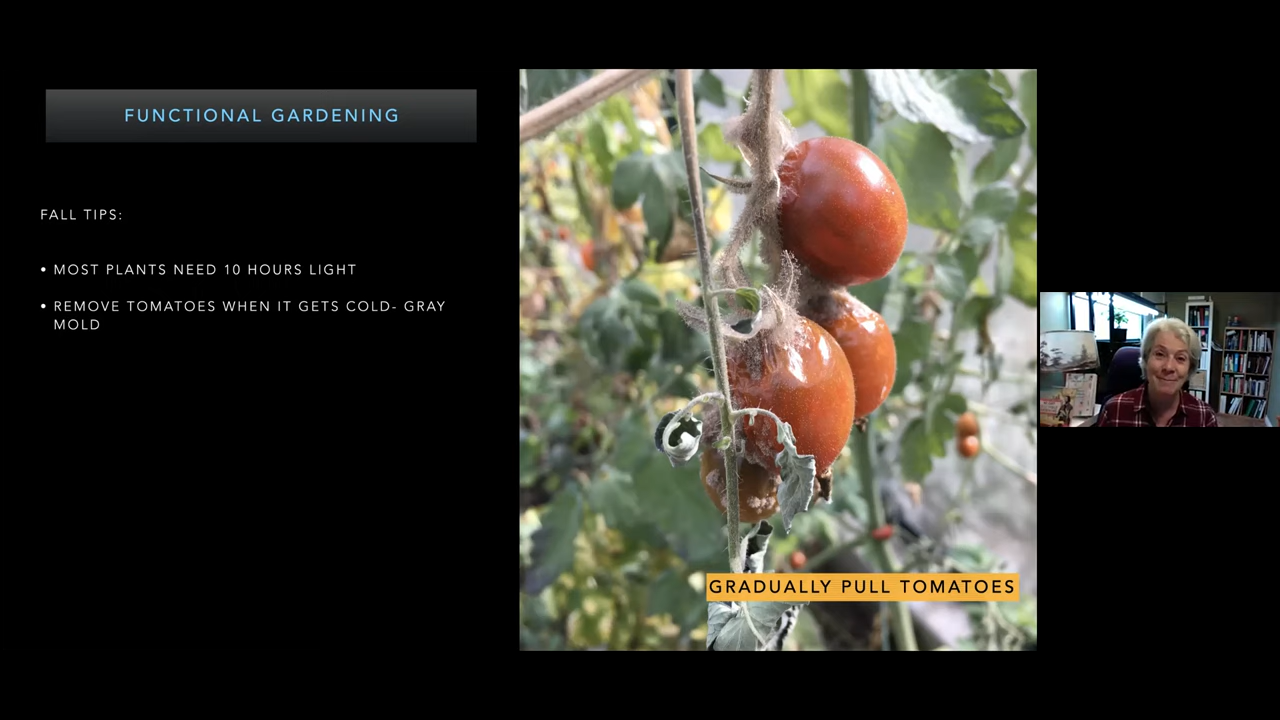 FUNCTIONAL GARDENING
FALL TIPS:
• MOST PLANTS NEED 10 HOURS LIGHT
• REMOVE TOMATOES WHEN IT GETS COLD- GRAY
MOLD
GRADUALLY PULL TOMATOES